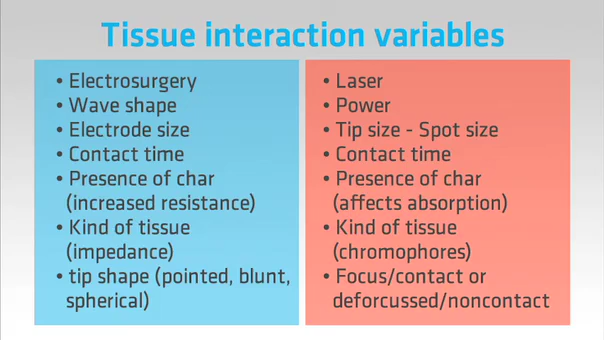 Tissue interaction variables
• Electrosurgery
• Wave shape
• Electrode size
• Contact time
• Presence of char
(increased resistance)
• Kind of tissue
(impedance)
• tip shape (pointed, blunt,
spherical)
• Laser
• Power
• Tip size - Spot size
• Contact time
• Presence of char
(affects absorption)
• Kind of tissue
(chromophores)
• Focus/contact or
deforcussed/noncontact